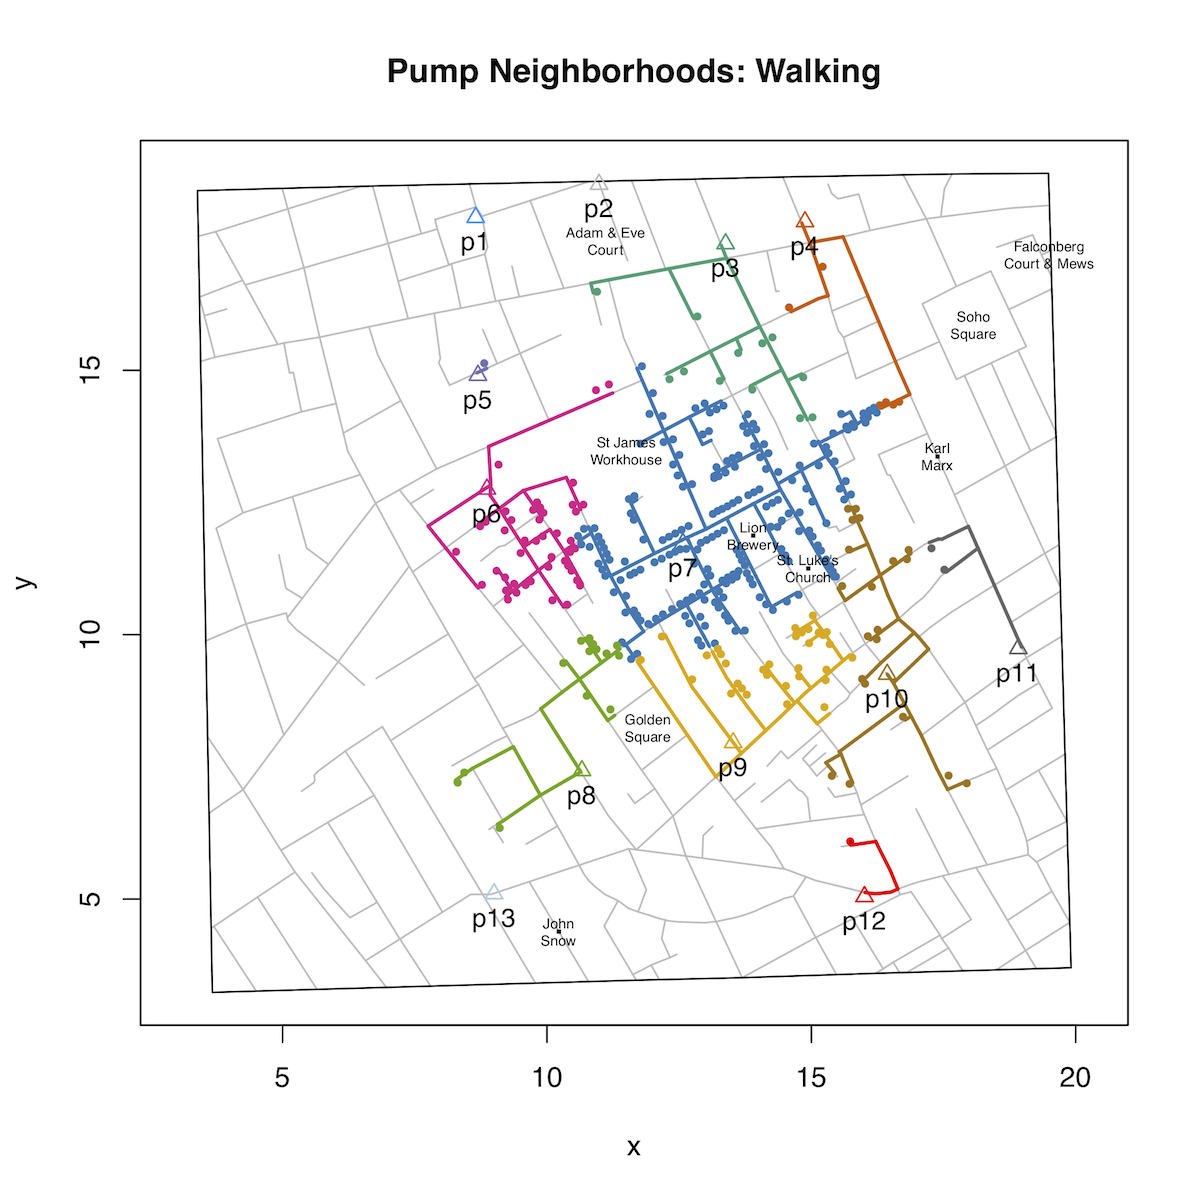 Pump Neighborhoods: Walking
p1
p2
Adam & Eve
Court
p3
p4
Falconberg
Court & Mews
Soho
Square
15
p5
St James
Workhouse
Karl
Marx
p6
Lion
Brewery
p7
St. Luke's
Church
y
10
p11
p10
Golden
Square
p9
p8
5
p13
John
Snow
p12
5
10
15
20
x